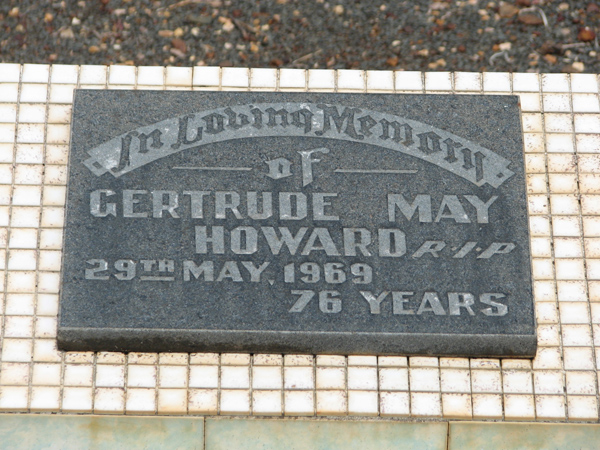 In Loving Memory
of
GERTRUDE MAY
HOWARD R.I.P
29TH MAY, 1969
76 YEARS